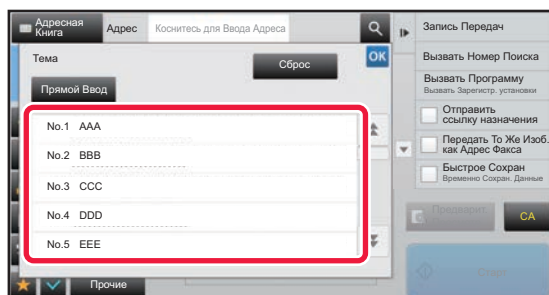 Адресная
Книга
Адрес
Коснитесь для Ввода Адреса
Тема
Сброс
OK
Прямой Ввод
No.1 AAA
No.2 BBB
No.3 CCC
No.4 DDD
No.5 EEE
Прочие
Запись Передач
Вызвать Номер Поиска
Вызвать Программу
Вызвать Зарегистр. установки
Отправить
ссылку назначения
Передать То Же Изоб.
как Адрес Факса
Быстрое Сохран
Временно Сохран. Данные
CA